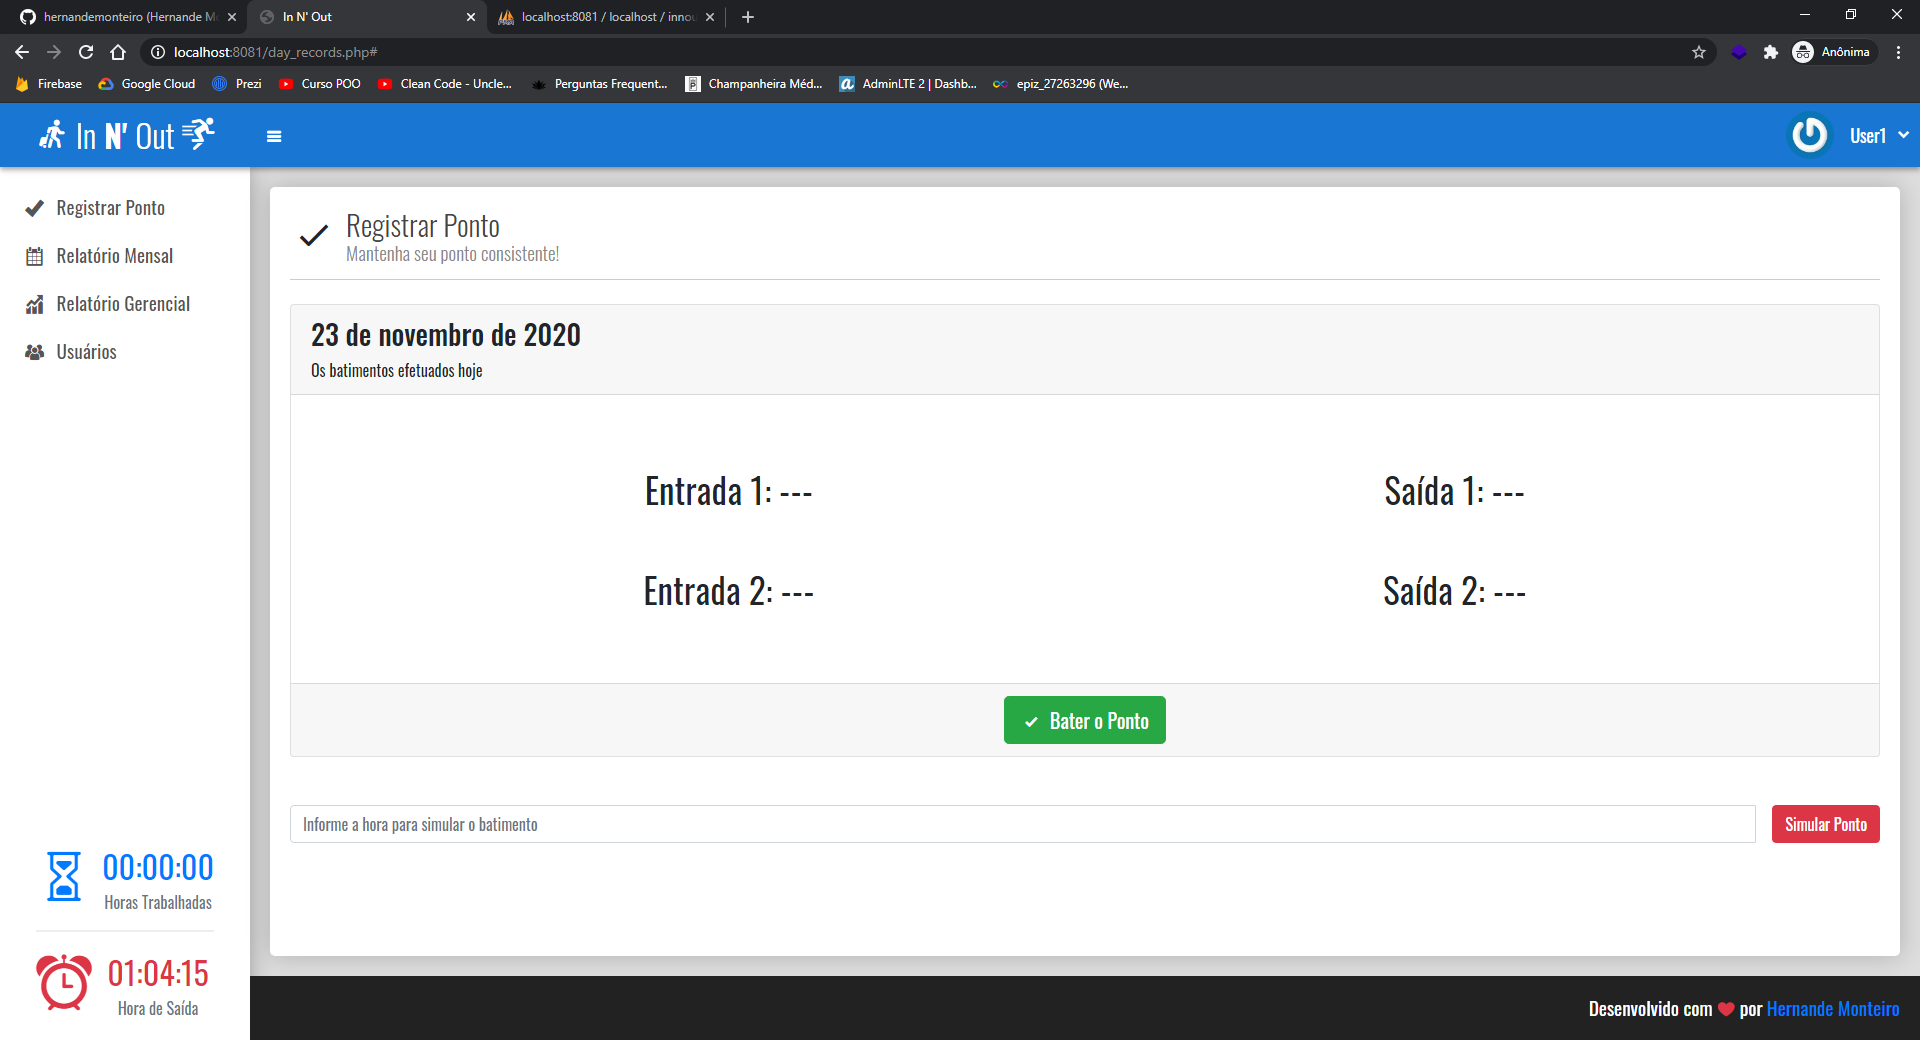 hernandemonteiro (Hernande M
In N' Out
localhost:8081 / localhost / innou
localhost:8081/day_records.php#
Anônima
Firebase
Google Cloud
Prezi
Curso POO
Clean Code - Uncle...
Perguntas Frequent...
Champanheira Méd...
AdminLTE 2 | Dashb...
epiz_27263296 (We...
In N' Out
User1
Registrar Ponto
Relatório Mensal
Relatório Gerencial
Usuários
Registrar Ponto
Mantenha seu ponto consistente!
23 de novembro de 2020
Os batimentos efetuados hoje
Entrada 1: ---
Saída 1: ---
Entrada 2: ---
Saída 2: ---
Bater o Ponto
Informe a hora para simular o batimento
Simular Ponto
00:00:00
Horas Trabalhadas
01:04:15
Hora de Saída
Desenvolvido com ❤ por Hernande Monteiro